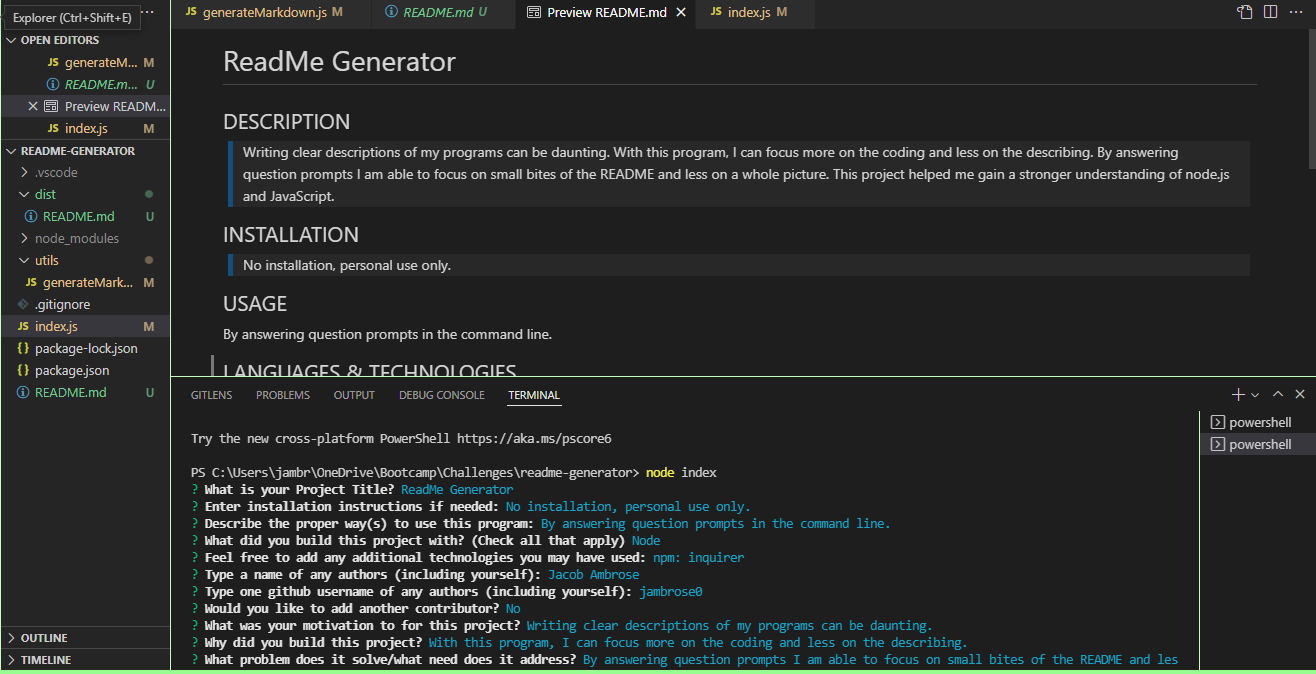 Explorer (Ctrl+Shift+E)
···
JS generateMarkdown.js M
README.md U
Preview README.md
JS index.js M
OPEN EDITORS
JS generateM... M
README.m... U
Preview READM...
JS index.js M
README-GENERATOR
.vscode
dist
README.md U
node_modules
utils
JS generateMark... M
.gitignore
JS index.js M
{} package-lock.json
{} package.json
README.md U
OUTLINE
TIMELINE
ReadMe Generator
DESCRIPTION
Writing clear descriptions of my programs can be daunting. With this program, I can focus more on the coding and less on the describing. By answering
question prompts I am able to focus on small bites of the README and less on a whole picture. This project helped me gain a stronger understanding of node.js
and JavaScript.
INSTALLATION
No installation, personal use only.
USAGE
By answering question prompts in the command line.
LANGUAGES & TECHNOLOGIES
GITLENS PROBLEMS OUTPUT DEBUG CONSOLE TERMINAL
powershell
powershell
Try the new cross-platform PowerShell https://aka.ms/pscore6
PS C:\Users\jambr\OneDrive\Bootcamp\Challenges\readme-generator> node index
? What is your Project Title? ReadMe Generator
? Enter installation instructions if needed: No installation, personal use only.
? Describe the proper way(s) to use this program: By answering question prompts in the command line.
? What did you build this project with? (Check all that apply) Node
? Feel free to add any additional technologies you may have used: npm: inquirer
? Type a name of any authors (including yourself): Jacob Ambrose
? Type one github username of any authors (including yourself): jambrose0
? Would you like to add another contributor? No
? What was your motivation to for this project? Writing clear descriptions of my programs can be daunting.
? Why did you build this project? With this program, I can focus more on the coding and less on the describing.
? What problem does it solve/what need does it address? By answering question prompts I am able to focus on small bites of the README and les